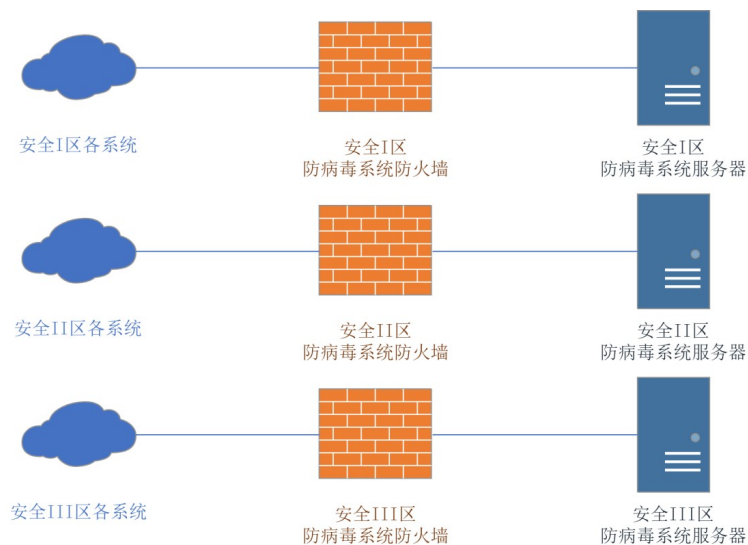 安全I区各系统
安全I区
防病毒系统防火墙
安全I区
防病毒系统服务器
安全II区各系统
安全II区
防病毒系统防火墙
安全II区
防病毒系统服务器
安全III区各系统
安全III区
防病毒系统防火墙
安全III区
防病毒系统服务器